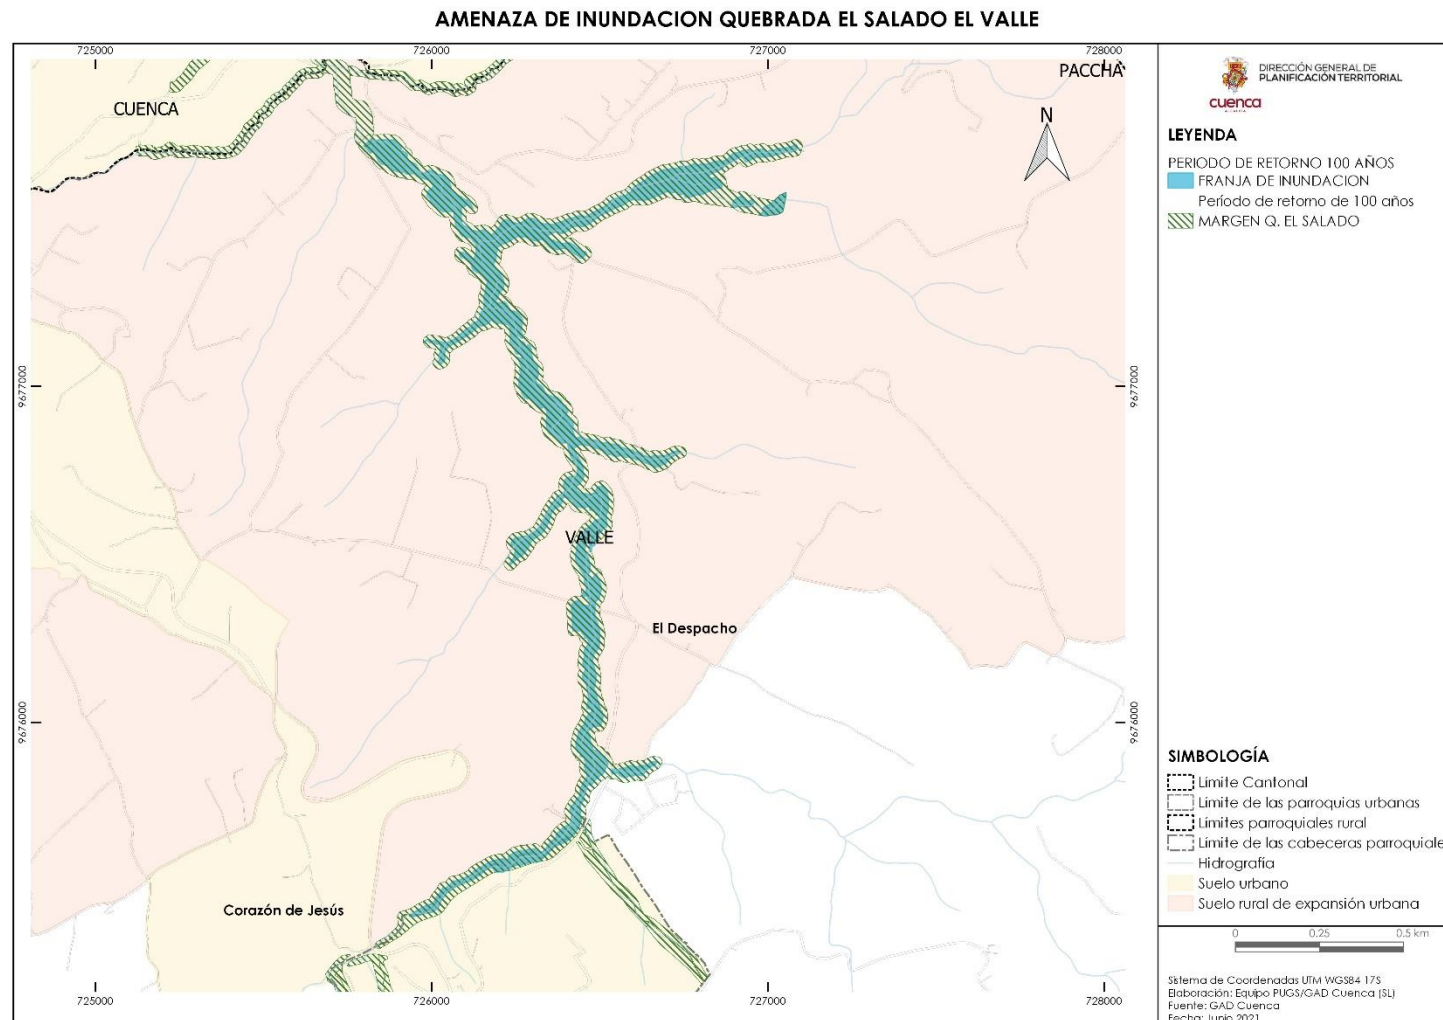 AMENAZA DE INUNDACION QUEBRADA EL SALADO EL VALLE
725000
726000
727000
728000
PACCHA
CUENCA
N
9677000
9677000
VALLE
El Despacho
9676000
9676000
Corazón de Jesús
725000
726000
727000
728000
DIRECCIÓN GENERAL DE
PLANIFICACIÓN TERRITORIAL
cuenca
LEYENDA
PERIODO DE RETORNO 100 AÑOS
FRANJA DE INUNDACION
Período de retorno de 100 años
MARGEN Q. EL SALADO
SIMBOLOGÍA
Límite Cantonal
Límite de las parroquias urbanas
Límites parroquiales rural
Límite de las cabeceras parroquiale
Hidrografía
Suelo urbano
Suelo rural de expansión urbana
0 0.25 0.5 km
Sistema de Coordenadas UTM WGS84 17S
Elaboración: Equipo PUGS/GAD Cuenca (SL)
Fuente: GAD Cuenca
Fecha: Junio 2021